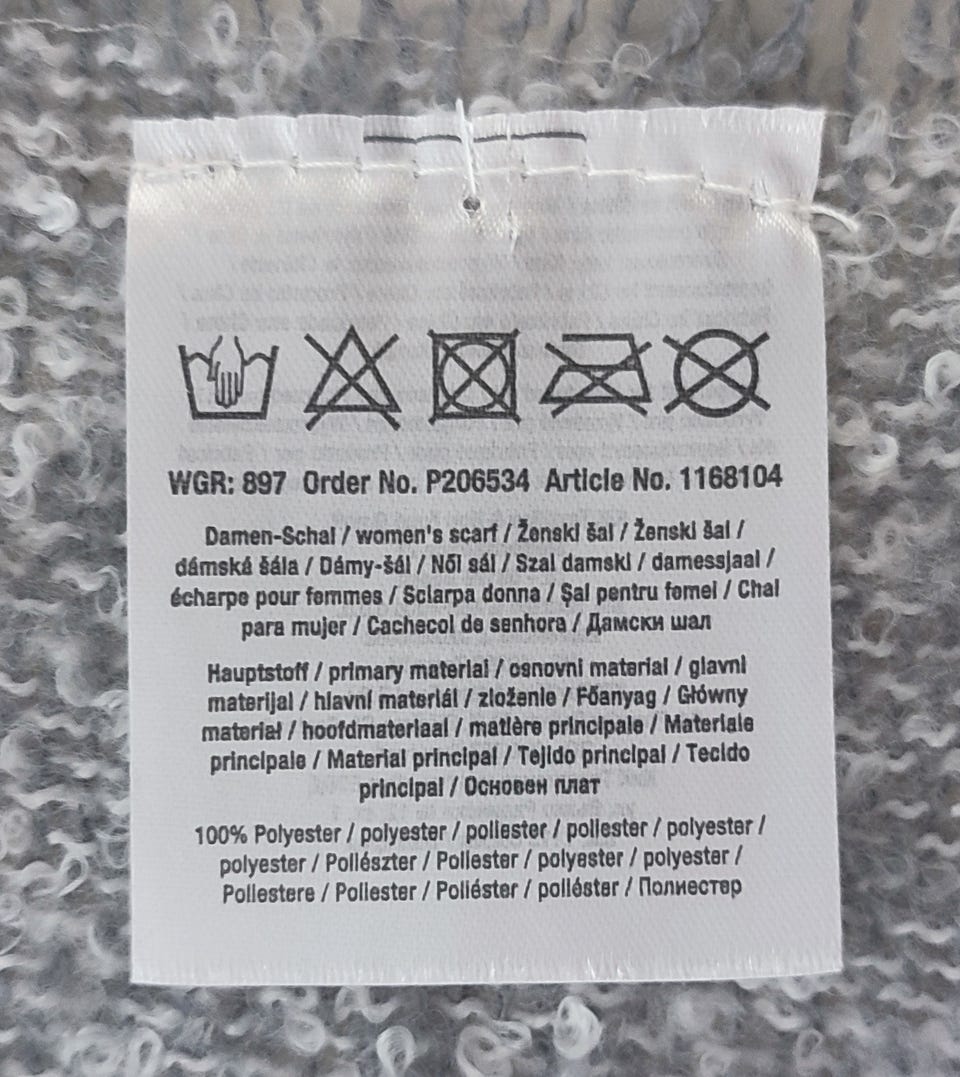 WGR: 897 Order No. P206534 Article No. 1168104
Damen-Schal / women's scarf / Ženski šal / Ženski šal /
dámská šála / Dámy-šál / Női sál / Szal damski / damessjaal /
écharpe pour femmes / Sciarpa donna / Șal pentru femei / Chal
para mujer / Cachecol de senhora / Дамски шал
Hauptstoff / primary material / osnovni material / glavni
materijal / hlavní materiál / zloženie / Főanyag / Główny
materiał / hoofdmateriaal / matière principale / Materiale
principale / Material principal / Tejido principal / Tecido
principal / Основен плат
100% Polyester / polyester / poliester / poliester / polyester /
polyester / Poliészter / Poliester / polyester / polyester /
Poliestere / Poliester / Poliéster / poliéster / Полиестер